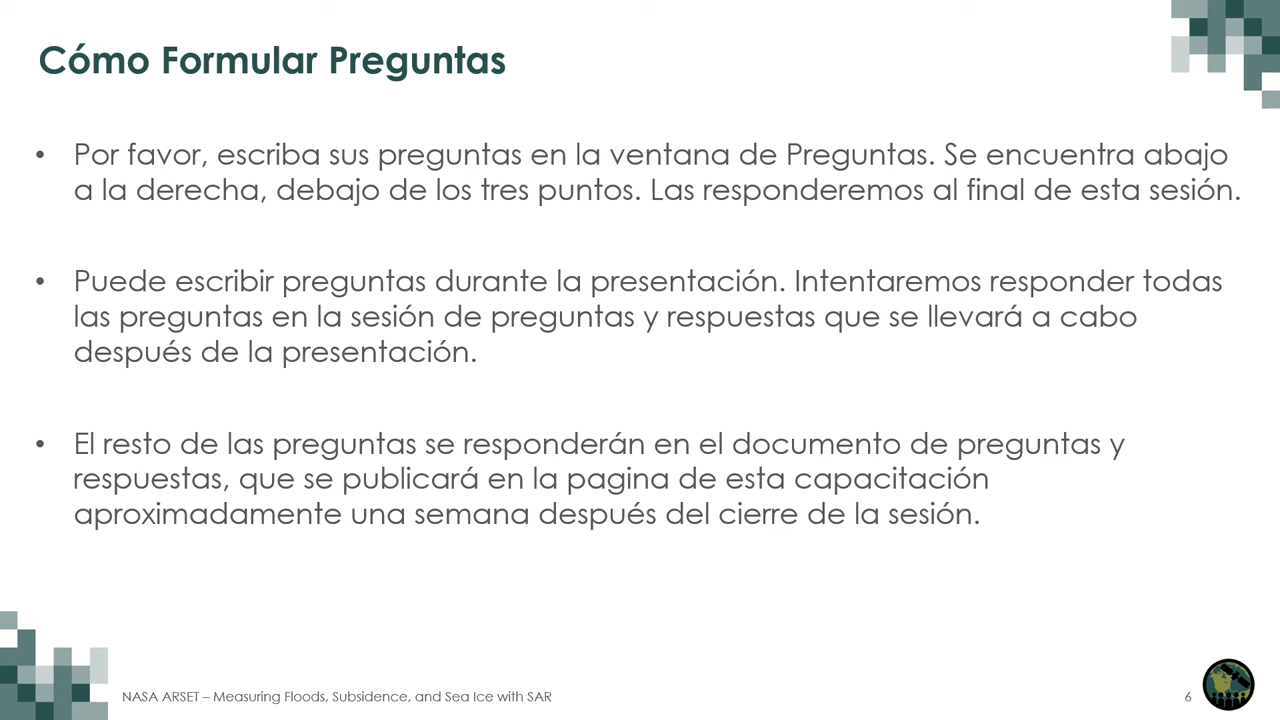 Cómo Formular Preguntas
• Por favor, escriba sus preguntas en la ventana de Preguntas. Se encuentra abajo
a la derecha, debajo de los tres puntos. Las responderemos al final de esta sesión.
• Puede escribir preguntas durante la presentación. Intentaremos responder todas
las preguntas en la sesión de preguntas y respuestas que se llevará a cabo
después de la presentación.
• El resto de las preguntas se responderán en el documento de preguntas y
respuestas, que se publicará en la pagina de esta capacitación
aproximadamente una semana después del cierre de la sesión.
NASA ARSET – Measuring Floods, Subsidence, and Sea Ice with SAR
6